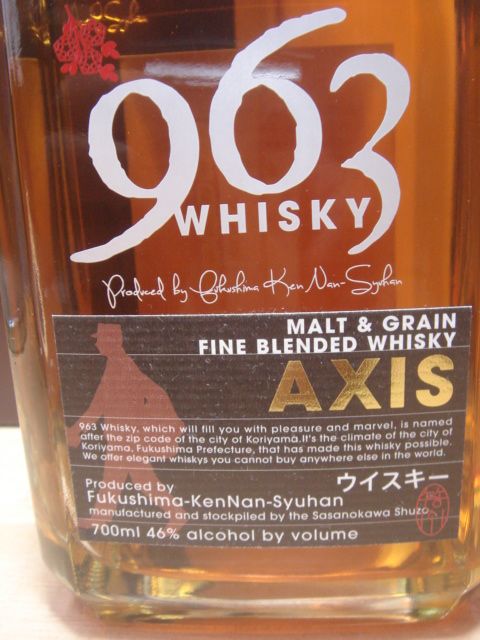 963
WHISKY
Produced by Fukushima Ken Nan-Syuhan
MALT & GRAIN
FINE BLENDED WHISKY
AXIS
963 Whisky, which will fill you with pleasure and marvel, is named
after the zip code of the city of Koriyama.It's the climate of the city of
Koriyama, Fukushima Prefecture, that has made this whisky possible.
We offer elegant whiskys you cannot buy anywhere else in the world.
ウイスキー
Produced by
Fukushima-KenNan-Syuhan
manufactured and stockpiled by the Sasanokawa Shuzo
700ml 46% alcohol by volume